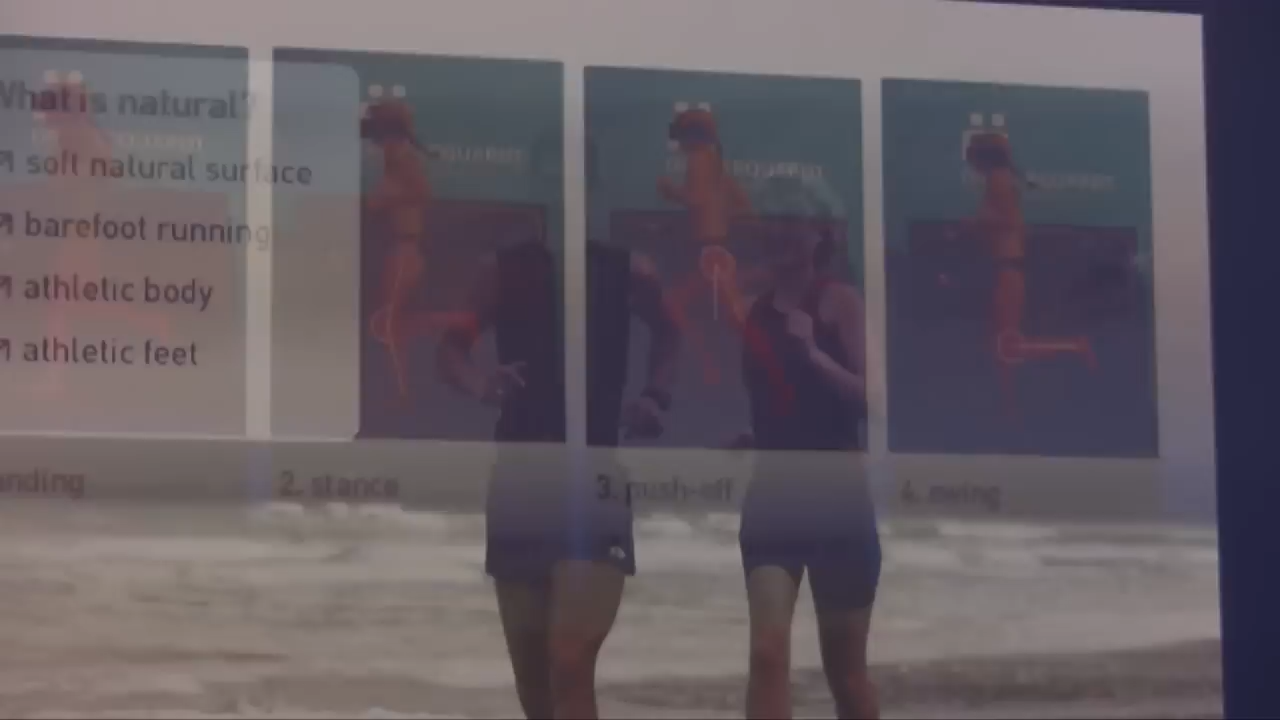 What is natural?
soft natural surface
barefoot running
athletic body
athletic feet
2. stance
3. push-off
4. swing